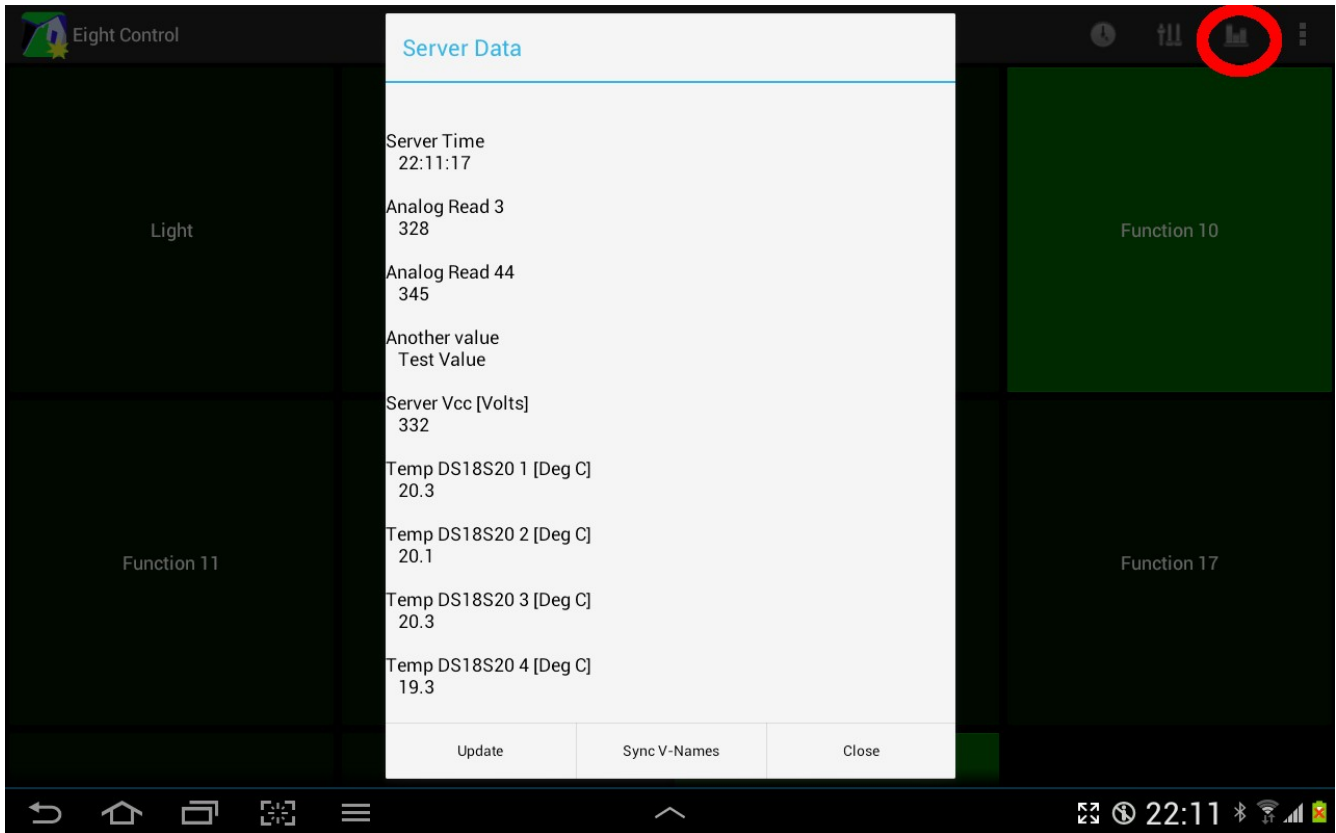 Eight Control
Server Data
Server Time
22:11:17
Analog Read 3
328
Analog Read 44
345
Another value
Test Value
Server Vcc [Volts]
332
Temp DS18S20 1 [Deg C]
20.3
Temp DS18S20 2 [Deg C]
20.1
Temp DS18S20 3 [Deg C]
20.3
Temp DS18S20 4 [Deg C]
19.3
Update Sync V-Names Close
Light
Function 10
Function 11
Function 17
22:11